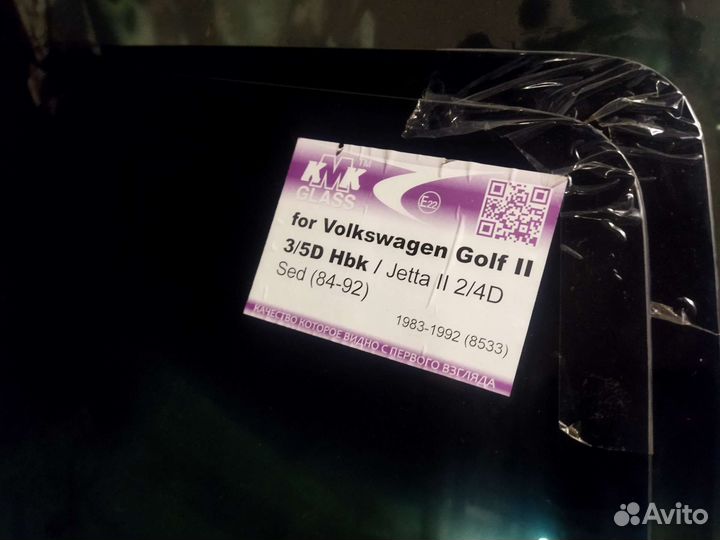 KMK™
GLASS
E22
for Volkswagen Golf II
3/5D Hbk / Jetta II 2/4D
Sed (84-92)
1983-1992 (8533)
КАЧЕСТВО КОТОРОЕ ВИДНО С ПЕРВОГО ВЗГЛЯДА
Avito